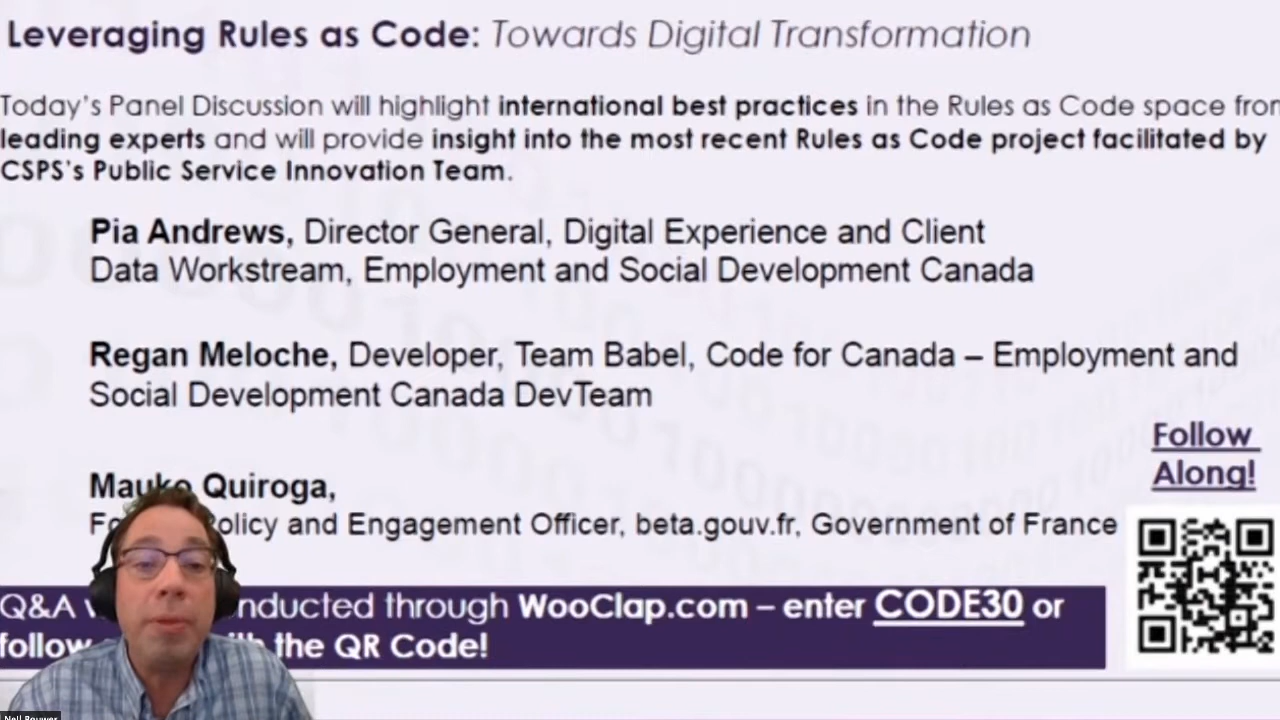 Leveraging Rules as Code: Towards Digital Transformation
Today's Panel Discussion will highlight international best practices in the Rules as Code space
leading experts and will provide insight into the most recent Rules as Code project facilitated by
CSPS's Public Service Innovation Team.
Pia Andrews, Director General, Digital Experience and Client
Data Workstream, Employment and Social Development Canada
Regan Meloche, Developer, Team Babel, Code for Canada – Employment and
Social Development Canada DevTeam
Follow
Along!
Mauko Quiroga,
Policy and Engagement Officer, beta.gouv.fr, Government of France
Q&A conducted through WooClap.com – enter CODE30 or
follow with the QR Code!